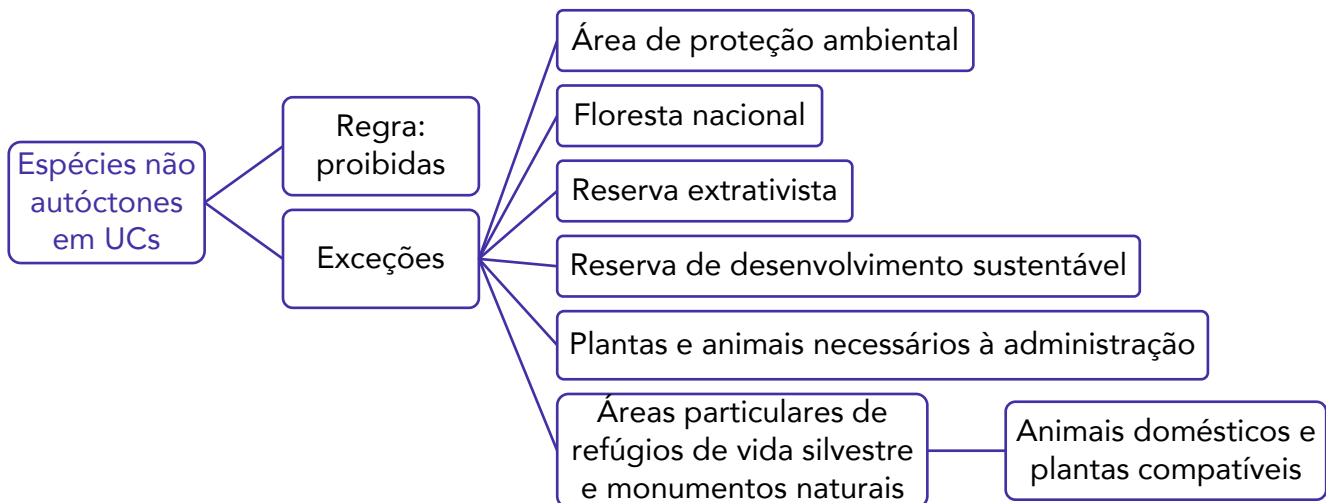 Espécies não
autóctones
em UCs
Regra:
proibidas
Exceções
Área de proteção ambiental
Floresta nacional
Reserva extrativista
Reserva de desenvolvimento sustentável
Plantas e animais necessários à administração
Áreas particulares de
refúgios de vida silvestre
e monumentos naturais
Animais domésticos e
plantas compatíveis